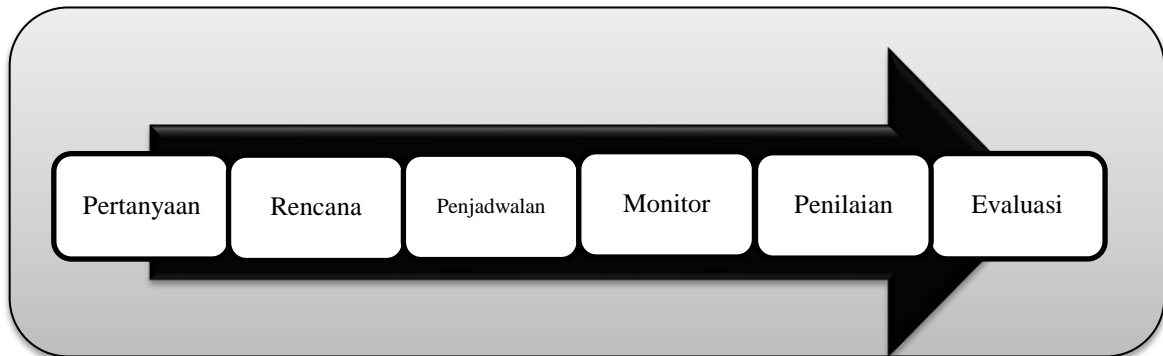 Pertanyaan
Rencana
Penjadwalan
Monitor
Penilaian
Evaluasi